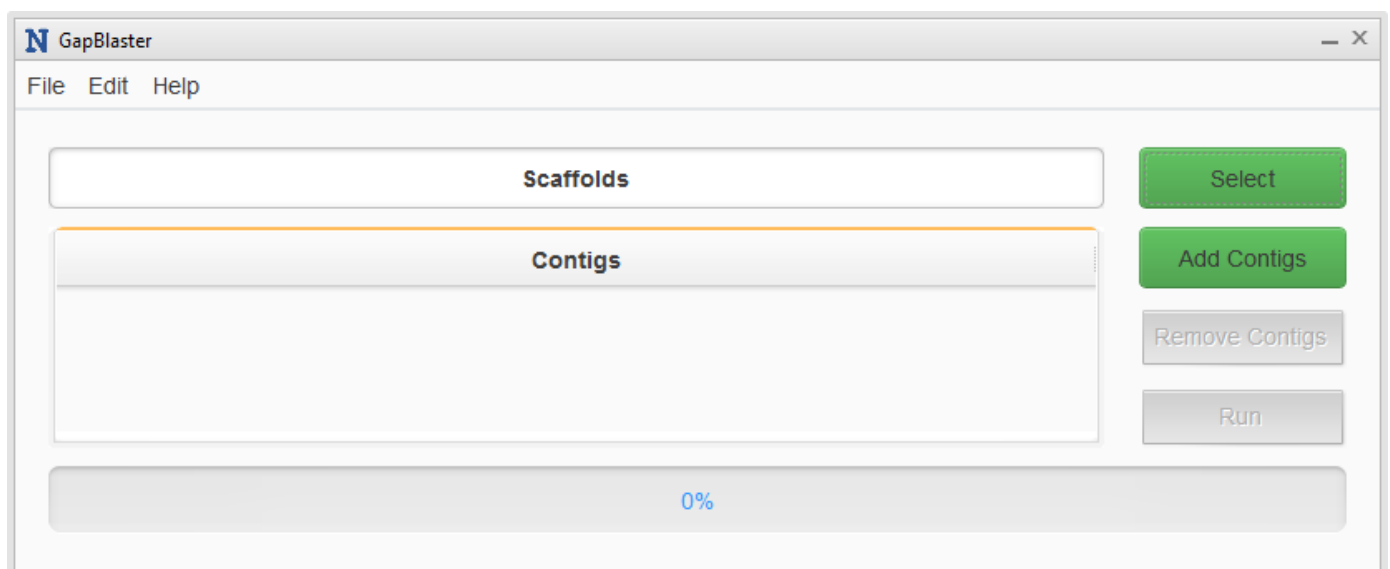 N GapBlaster
File Edit Help
Scaffolds
Select
Contigs
Add Contigs
Remove Contigs
Run
0%